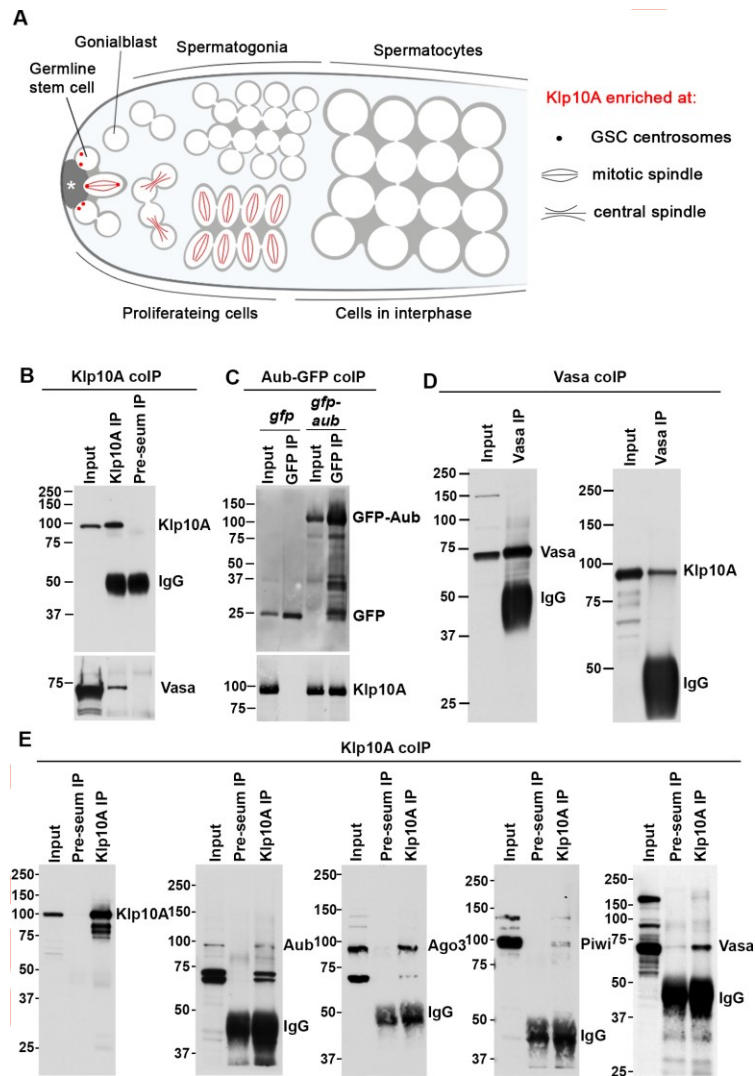 A
Gonialblast
Spermatogonia
Spermatocytes
Germline
stem cell
*
Klp10A enriched at:
GSC centrosomes
mitotic spindle
central spindle
Proliferateing cells
Cells in interphase
B
Klp10A coIP
Input
Klp10A IP
Pre-seum IP
250
150
100
50
37
Klp10A
IgG
75
Vasa
C
Aub-GFP coIP
gfp
gfp-
aub
Input
GFP IP
Input
GFP IP
250
150
100
75
50
37
25
GFP-Aub
GFP
100
75
Klp10A
D
Vasa coIP
Input
Vasa IP
250
150
100
75
50
37
25
Vasa
IgG
Input
Vasa IP
250
150
100
75
50
Klp10A
IgG
E
Klp10A coIP
Input
Pre-seum IP
Klp10A IP
250
150
100
75
50
37
25
Klp10A
Input
Pre-seum IP
Klp10A IP
250
150
100
75
50
37
Aub
IgG
Input
Pre-seum IP
Klp10A IP
250
150
100
75
50
37
Ago3
IgG
Input
Pre-seum IP
Klp10A IP
250
150
100
75
50
37
Piwi
IgG
Input
Pre-seum IP
Klp10A IP
250
150
100
75
50
37
25
Vasa
IgG